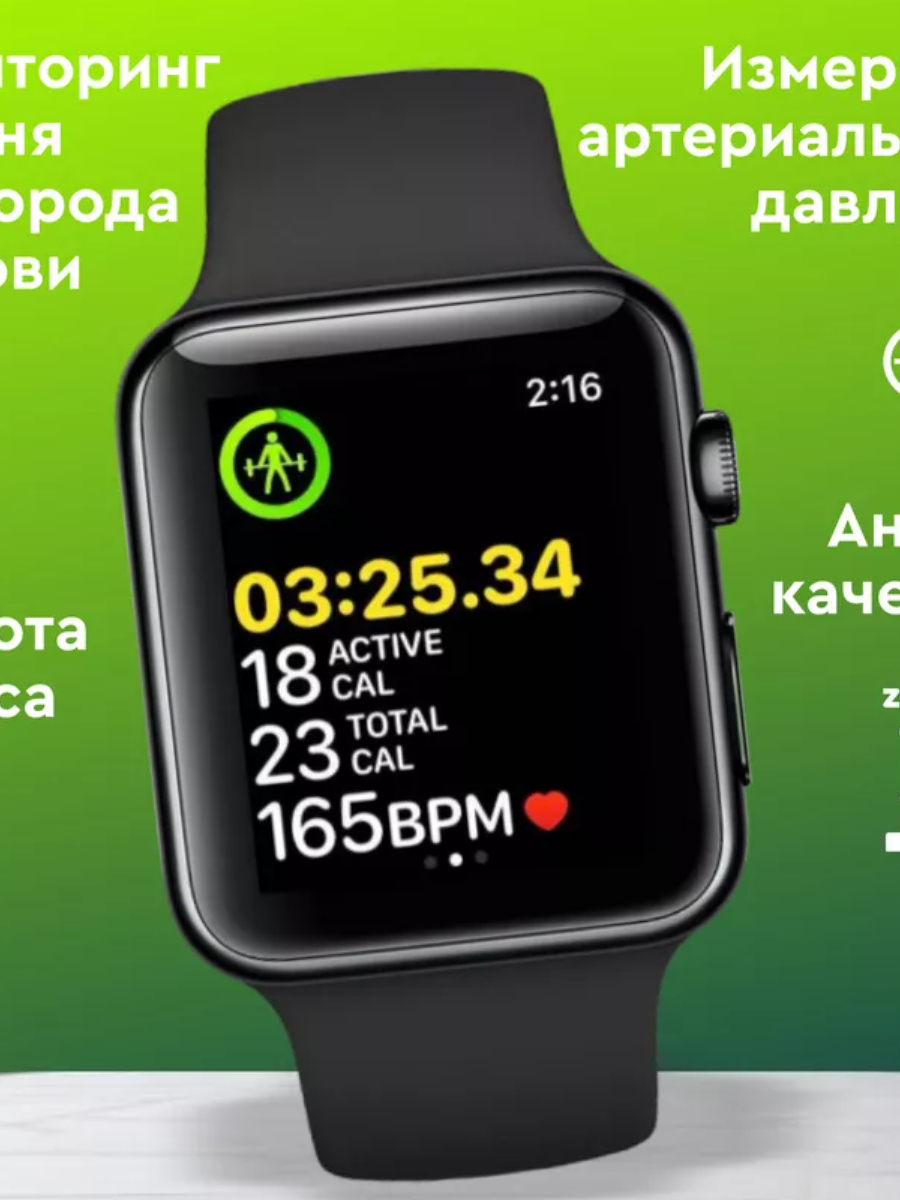 торинг
ня
орода
ови
Измер
артериаль
давл
2:16
03:25.34
18 ACTIVE
CAL
23 TOTAL
CAL
165BPM
Ан
каче
ота
са
z